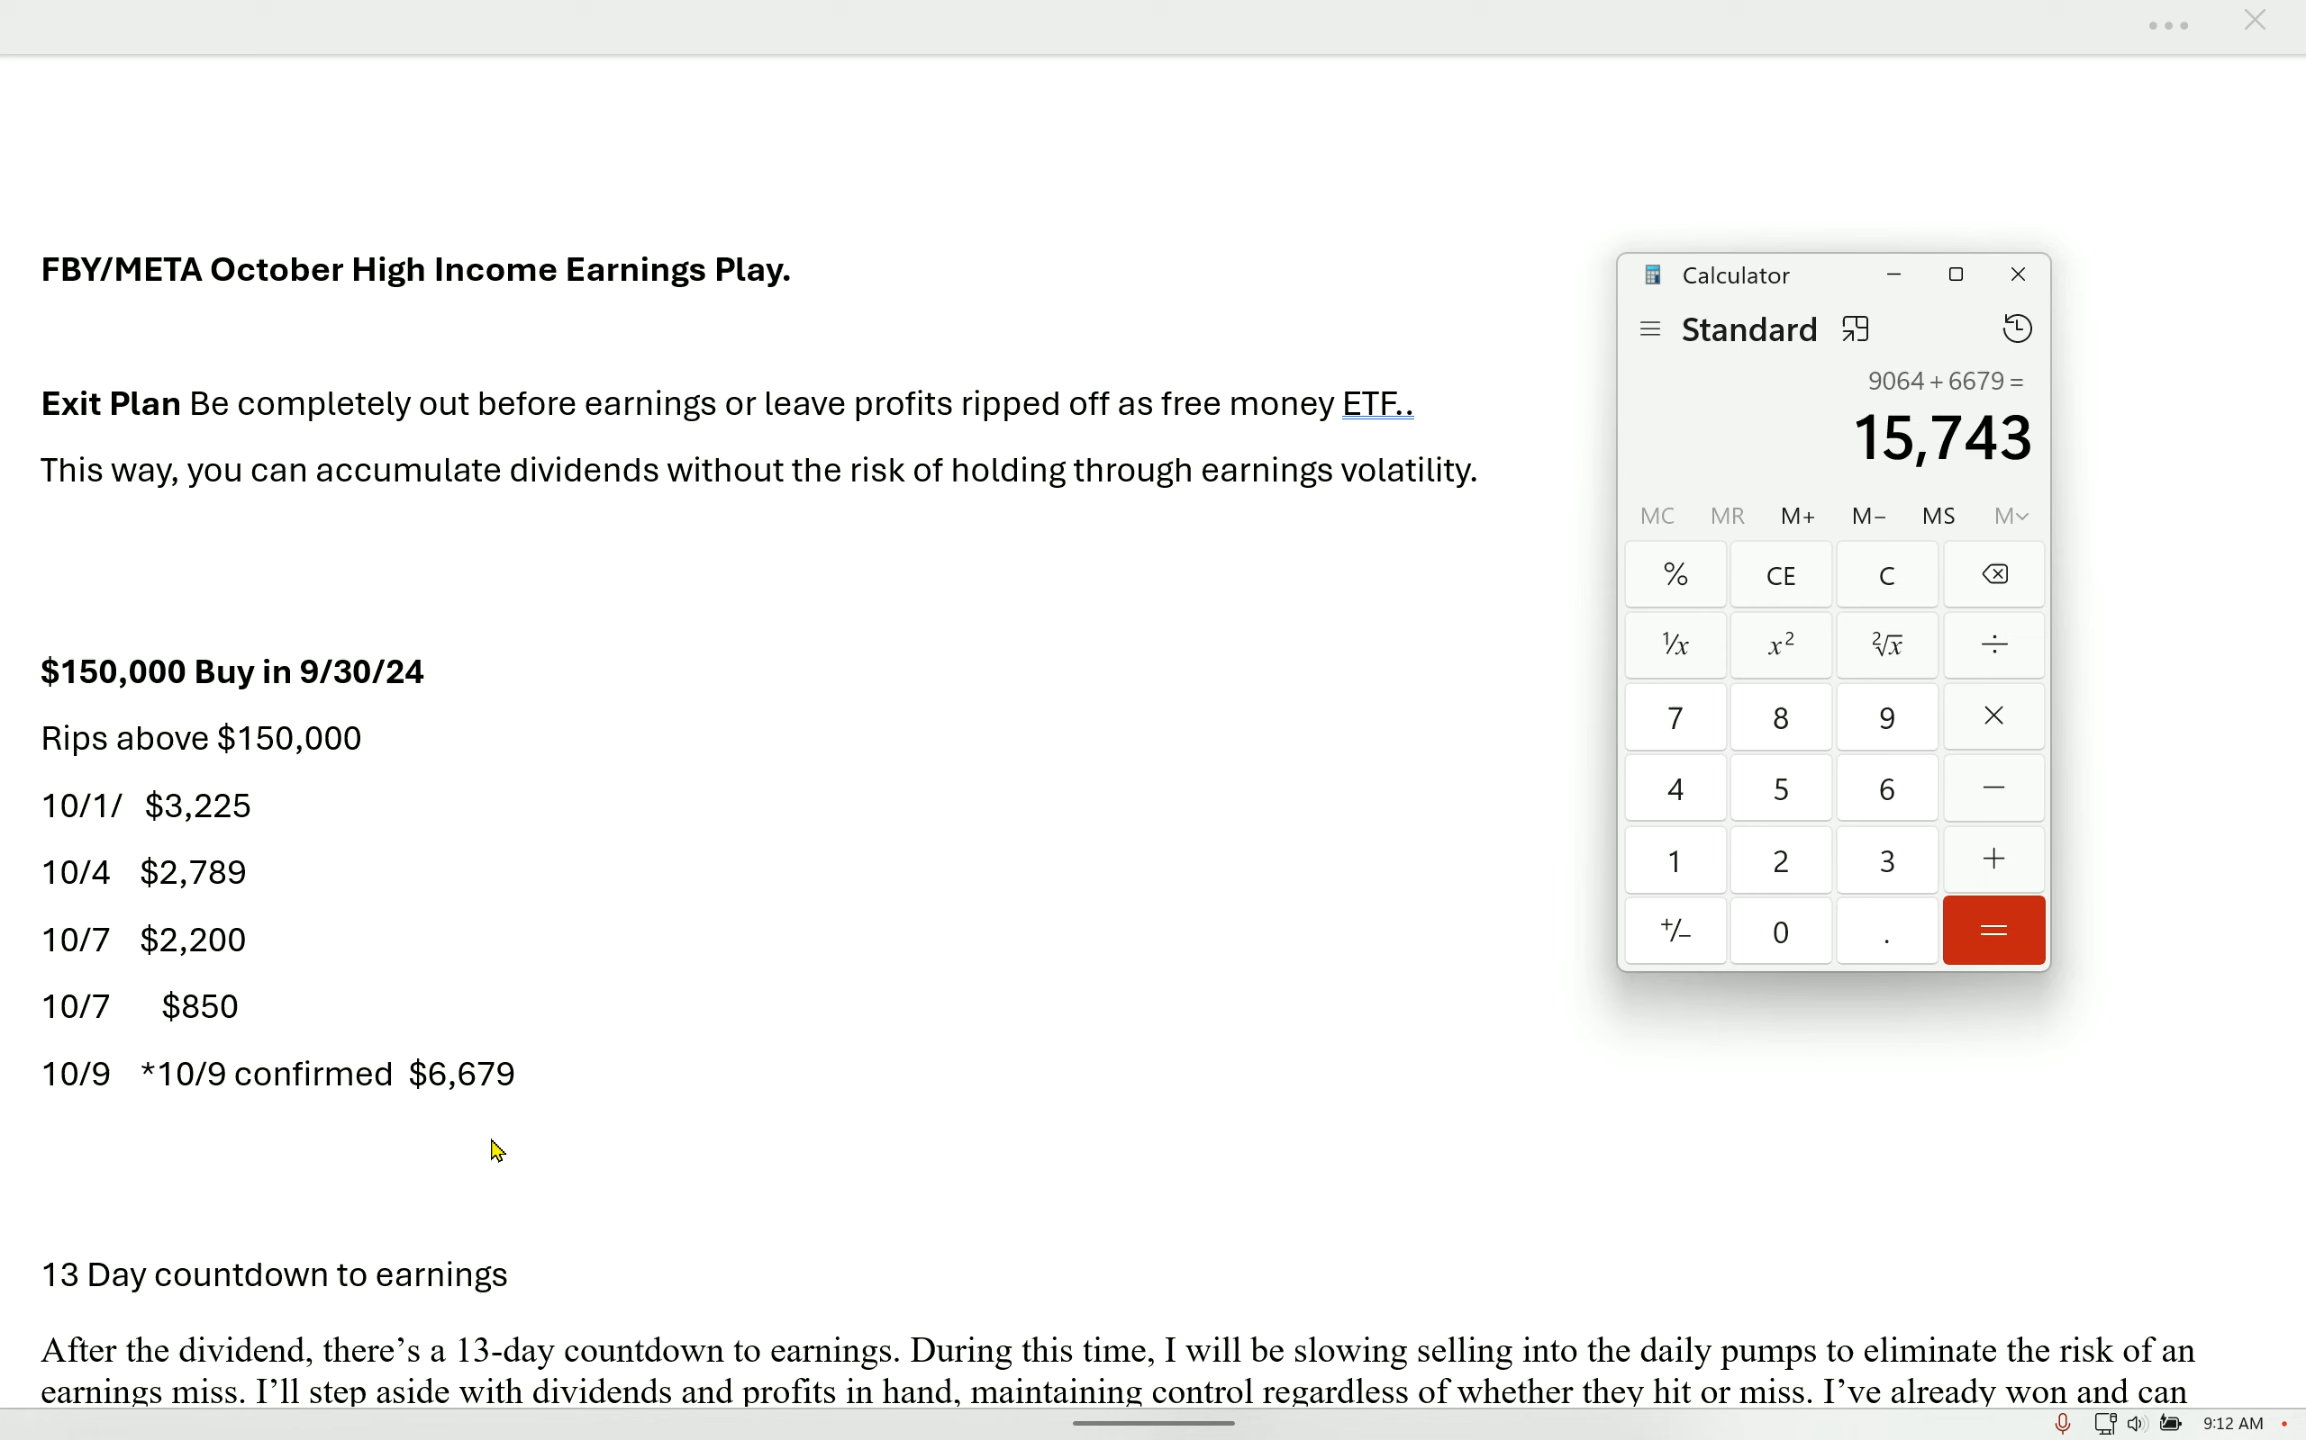 FBY/META October High Income Earnings Play.
Exit Plan Be completely out before earnings or leave profits ripped off as free money ETF..
This way, you can accumulate dividends without the risk of holding through earnings volatility.
$150,000 Buy in 9/30/24
Rips above $150,000
10/1/ $3,225
10/4 $2,789
10/7 $2,200
10/7 $850
10/9 *10/9 confirmed $6,679
13 Day countdown to earnings
After the dividend, there’s a 13-day countdown to earnings. During this time, I will be slowing selling into the daily pumps to eliminate the risk of an
earnings miss. I’ll step aside with dividends and profits in hand, maintaining control regardless of whether they hit or miss. I’ve already won and can
Calculator
Standard
9064 + 6679 =
15,743
MC MR M+ M− MS M
% CE C
1/x x² ²√x ÷
7 8 9 ×
4 5 6 −
1 2 3 +
+/− 0 . =
9:12 AM